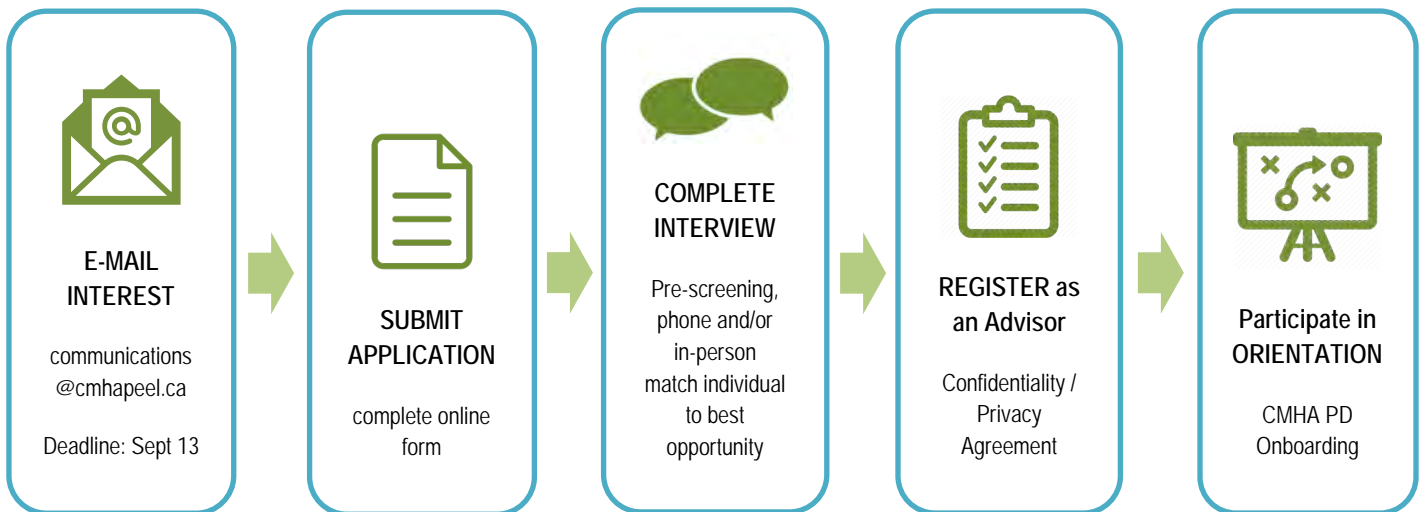 @
E-MAIL
INTEREST
communications
@cmhapeel.ca
Deadline: Sept 13
SUBMIT
APPLICATION
complete online
form
COMPLETE
INTERVIEW
Pre-screening,
phone and/or
in-person
match individual
to best
opportunity
REGISTER as
an Advisor
Confidentiality /
Privacy
Agreement
Participate in
ORIENTATION
CMHA PD
Onboarding